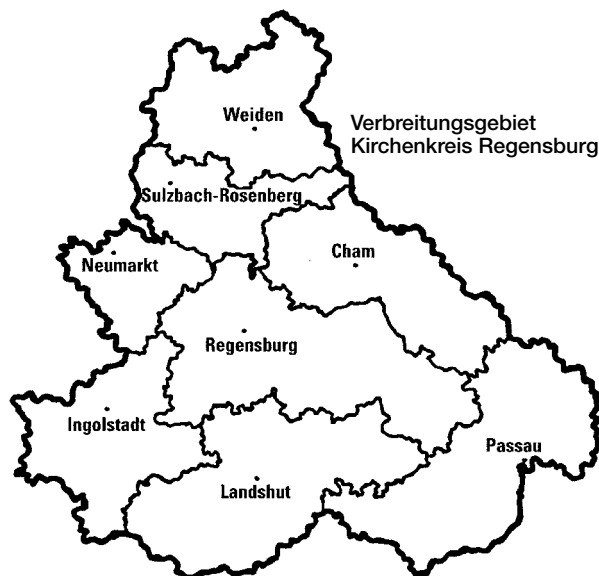 Weiden
Verbreitungsgebiet
Kirchenkreis Regensburg
Sulzbach-Rosenberg
Neumarkt
Cham
Regensburg
Ingolstadt
Passau
Landshut